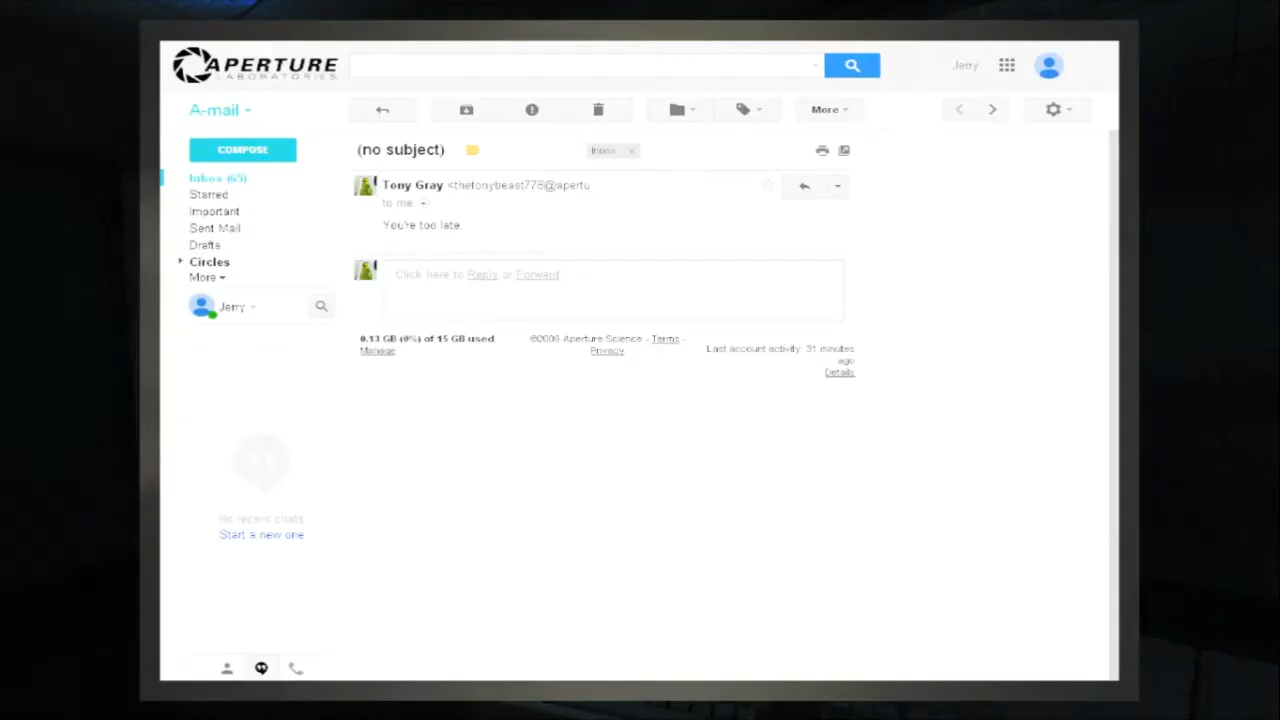 APERTURE
LABORATORIES
Jerry
A-mail
More
COMPOSE
(no subject)
Inbox x
Inbox (65)
Tony Gray <thetonybeast778@apertu
Starred
to me
Important
You're too late.
Sent Mail
Drafts
Circles
More
Click here to Reply or Forward
Jerry
0.13 GB (0%) of 15 GB used
Manage
©2009 Aperture Science - Terms -
Privacy
Last account activity: 31 minutes
ago
Details
No recent chats
Start a new one